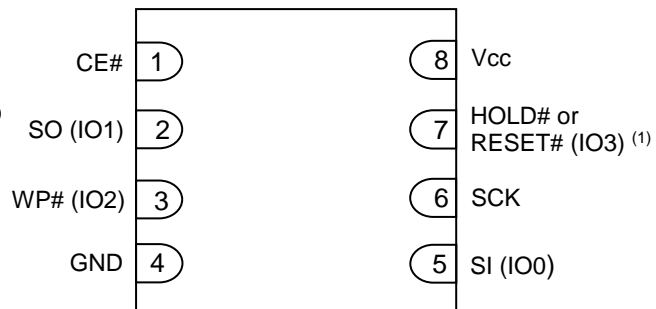 CE# 1
SO (IO1) 2
WP# (IO2) 3
GND 4
8 Vcc
7 HOLD# or
RESET# (IO3) (1)
6 SCK
5 SI (IO0)